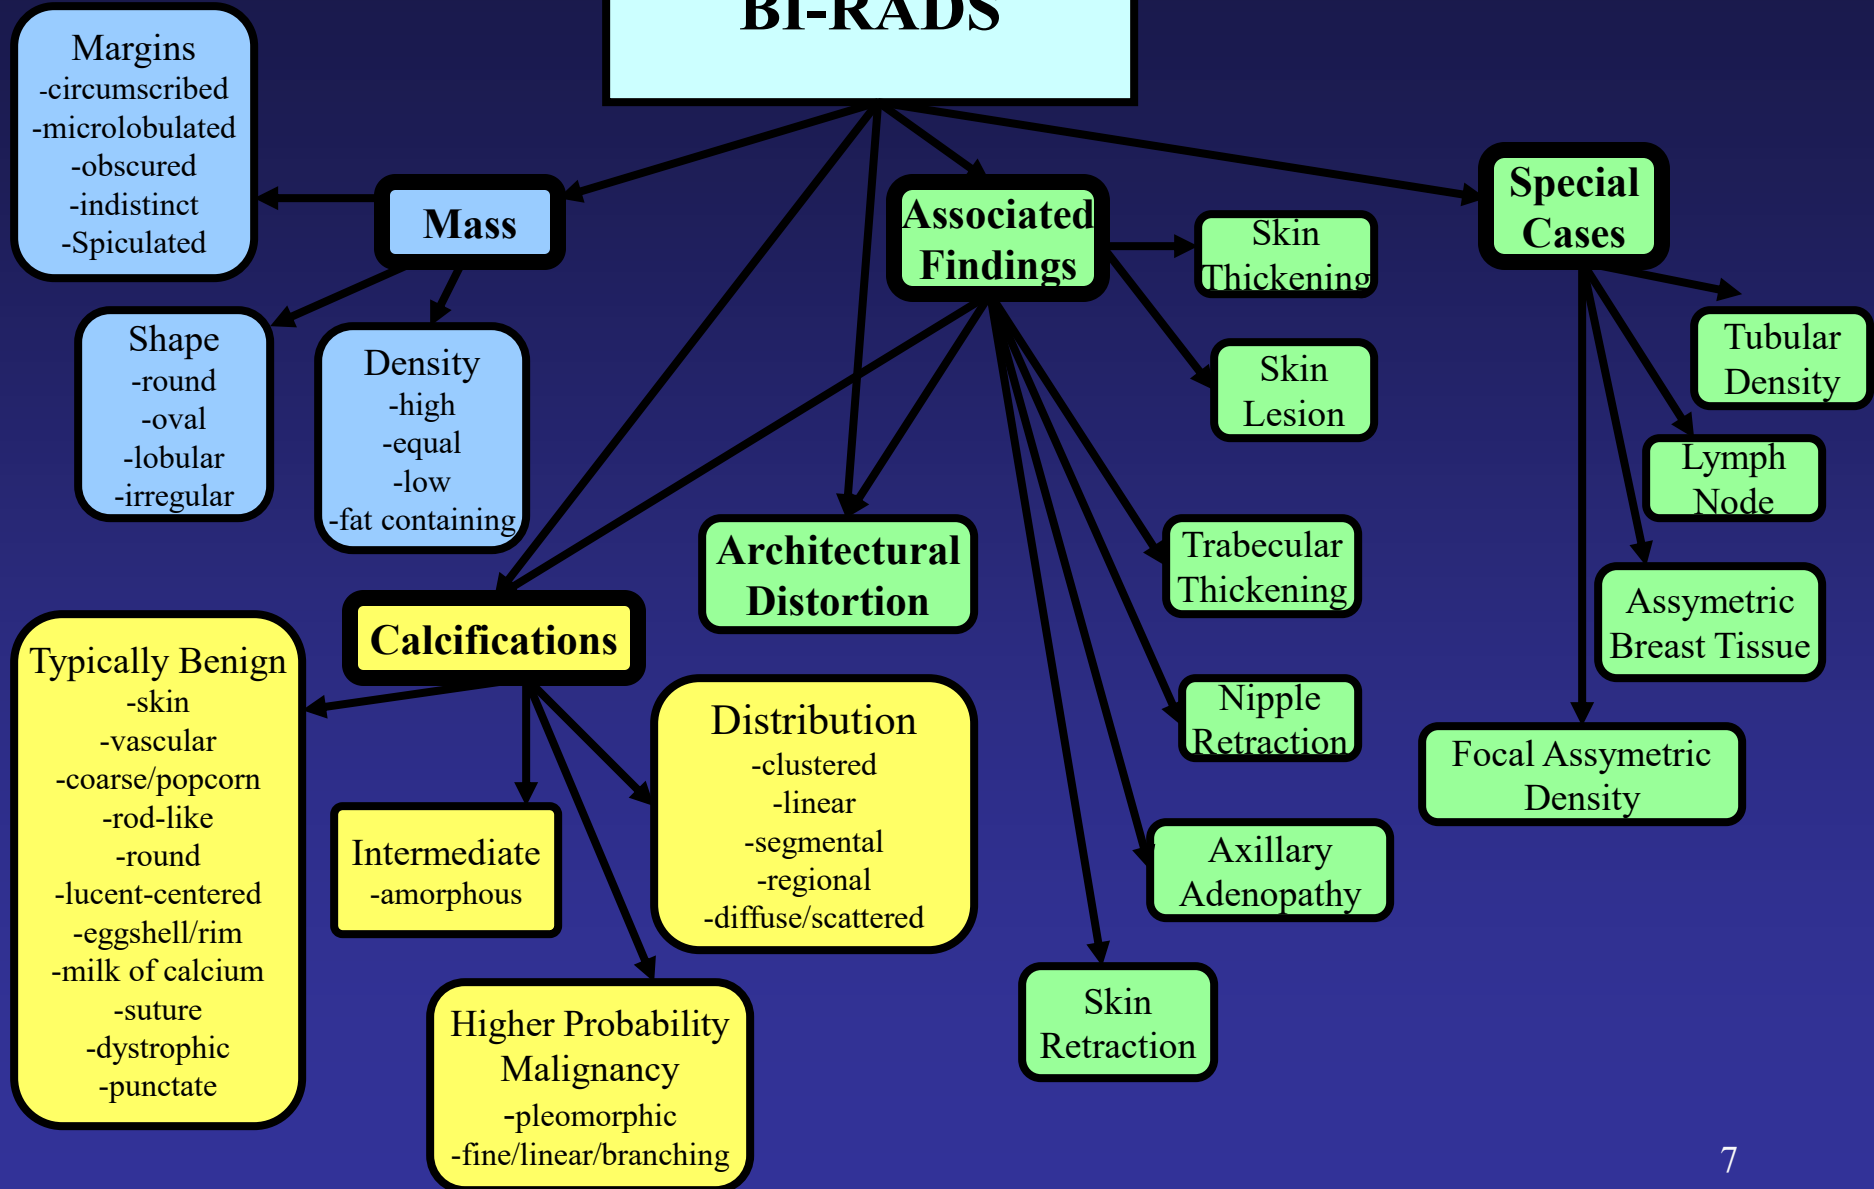 BI-RADS
Margins
-circumscribed
-microlobulated
-obscured
-indistinct
-Spiculated
Mass
Shape
-round
-oval
-lobular
-irregular
Density
-high
-equal
-low
-fat containing
Associated
Findings
Skin
Thickening
Skin
Lesion
Special
Cases
Tubular
Density
Lymph
Node
Assymetric
Breast Tissue
Focal Assymetric
Density
Architectural
Distortion
Trabecular
Thickening
Nipple
Retraction
Axillary
Adenopathy
Skin
Retraction
Calcifications
Typically Benign
-skin
-vascular
-coarse/popcorn
-rod-like
-round
-lucent-centered
-eggshell/rim
-milk of calcium
-suture
-dystrophic
-punctate
Intermediate
-amorphous
Distribution
-clustered
-linear
-segmental
-regional
-diffuse/scattered
Higher Probability
Malignancy
-pleomorphic
-fine/linear/branching
7